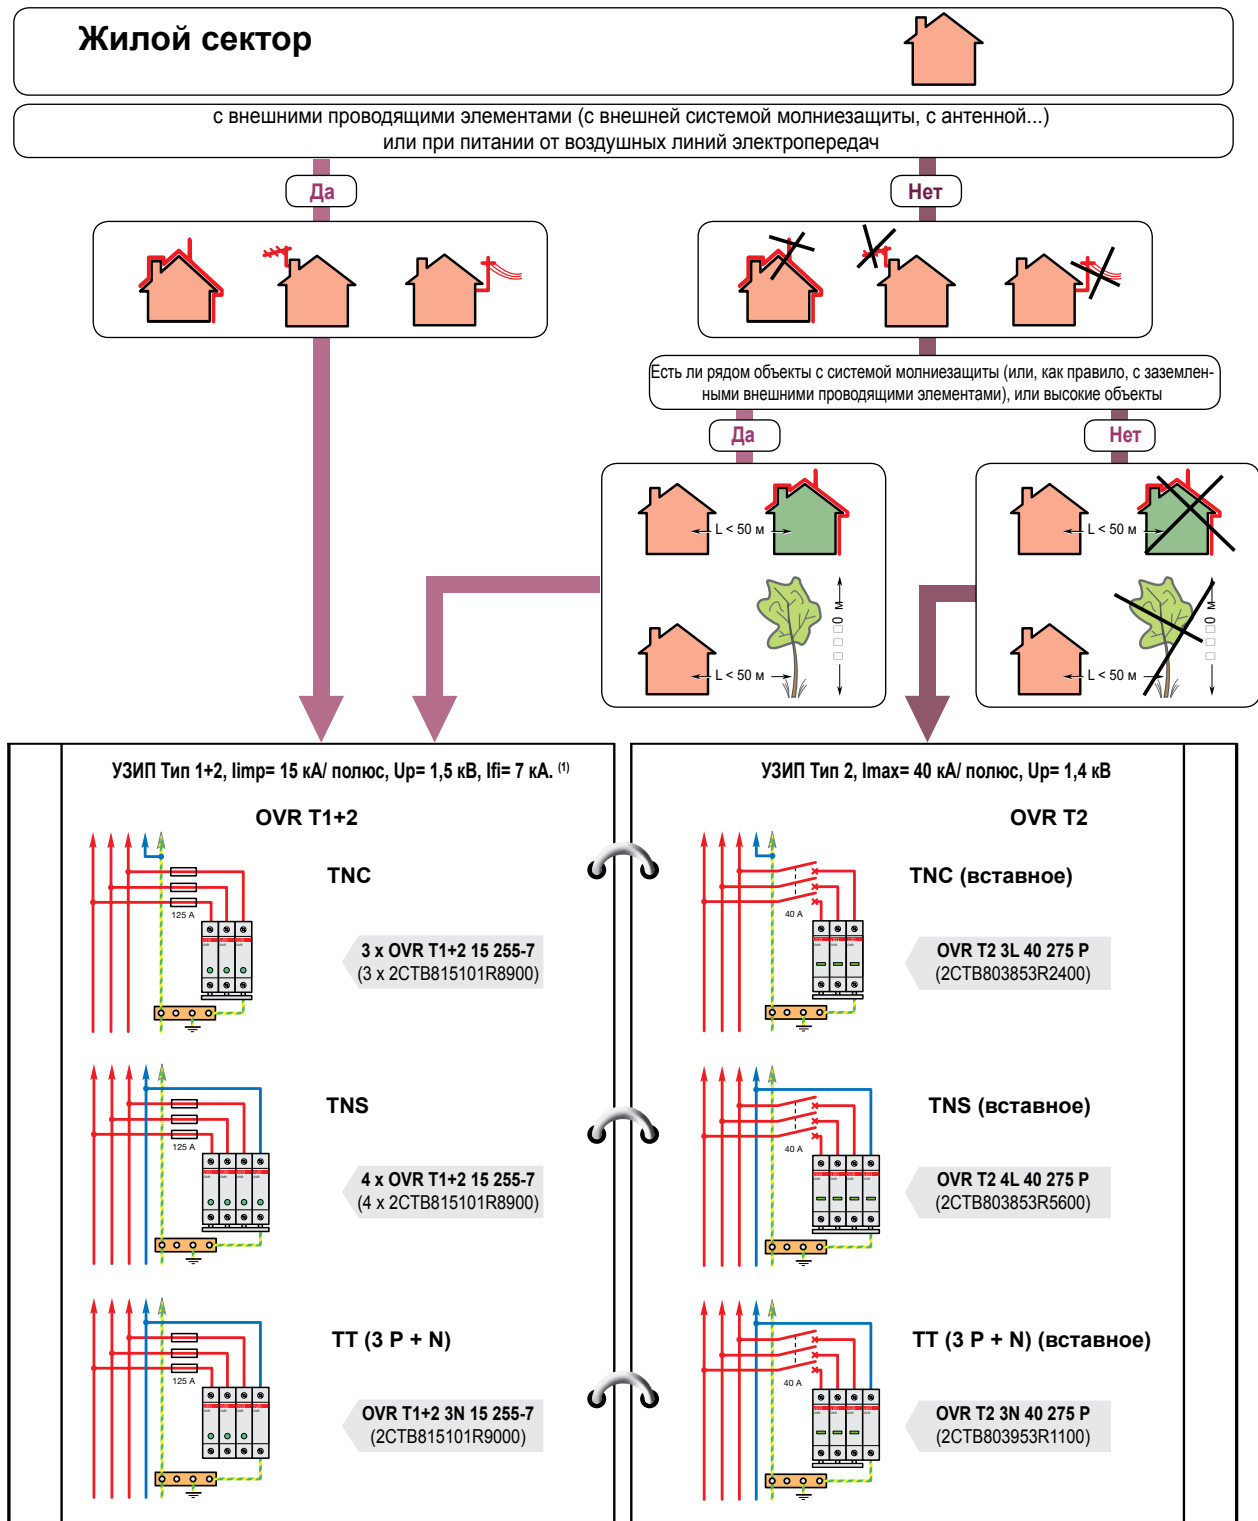 Жилой сектор
с внешними проводящими элементами (с внешней системой молниезащиты, с антенной...)
или при питании от воздушных линий электропередач
Да
Нет
Есть ли рядом объекты с системой молниезащиты (или, как правило, с заземлен-
ными внешними проводящими элементами), или высокие объекты
Да
Нет
L < 50 м
L < 50 м
L < 50 м
L < 50 м
УЗИП Тип 1+2, Iimp= 15 кА/ полюс, Up= 1,5 кВ, Ifi= 7 кА. (1)
OVR T1+2
TNC
125 A
3 x OVR T1+2 15 255-7
(3 x 2CTB815101R8900)
TNS
125 A
4 x OVR T1+2 15 255-7
(4 x 2CTB815101R8900)
TT (3 P + N)
125 A
OVR T1+2 3N 15 255-7
(2CTB815101R9000)
УЗИП Тип 2, Imax= 40 кА/ полюс, Up= 1,4 кВ
OVR T2
TNC (вставное)
40 A
OVR T2 3L 40 275 P
(2CTB803853R2400)
TNS (вставное)
40 A
OVR T2 4L 40 275 P
(2CTB803853R5600)
TT (3 P + N) (вставное)
40 A
OVR T2 3N 40 275 P
(2CTB803953R1100)